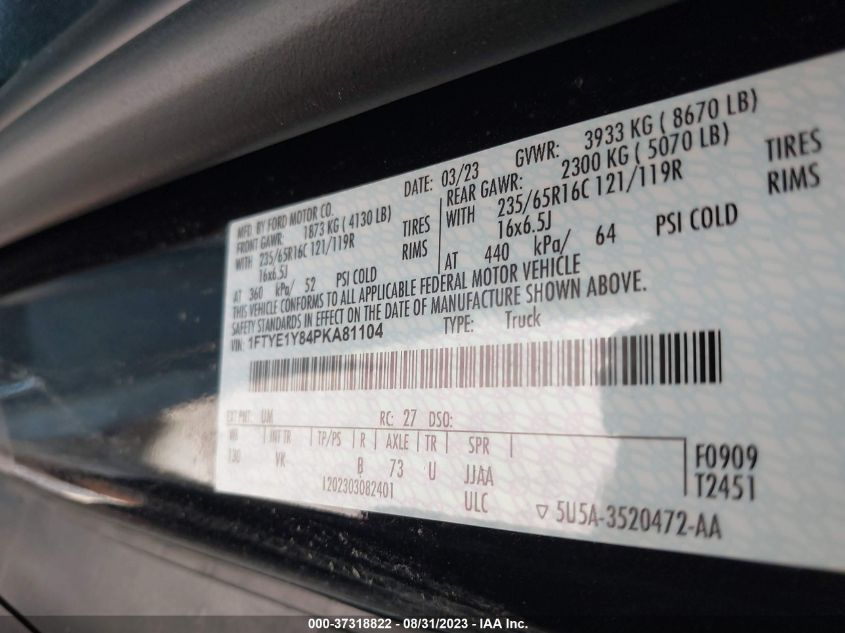 MFD. BY FORD MOTOR CO.
DATE: 03/23
GVWR: 3933 KG ( 8670 LB)
FRONT GAWR: 1873 KG ( 4130 LB)
WITH 235/65R16C 121/119R TIRES
16x6.5J RIMS
AT 360 kPa/ 52 PSI COLD
REAR GAWR: 2300 KG ( 5070 LB)
WITH 235/65R16C 121/119R TIRES
16x6.5J RIMS
AT 440 kPa/ 64 PSI COLD
THIS VEHICLE CONFORMS TO ALL APPLICABLE FEDERAL MOTOR VEHICLE
SAFETY STANDARDS IN EFFECT ON THE DATE OF MANUFACTURE SHOWN ABOVE.
VIN: 1FTYE1Y84PKA81104 TYPE: Truck
EXT PNT: UM RC: 27 DSO:
WB INT TR TP/PS R AXLE TR SPR
130 VK B 73 U JJAA
I202303082401 ULC
F0909
T2451
▽ 5U5A-3520472-AA
000-37318822 - 08/31/2023 - IAA Inc.